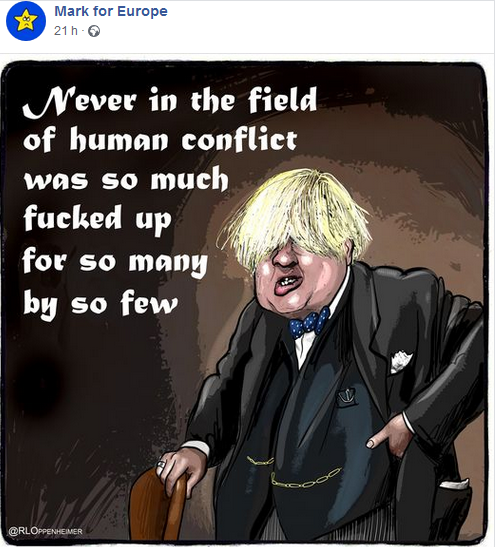 Mark for Europe
21 h ·
Never in the field
of human conflict
was so much
fucked up
for so many
by so few
@RLOPPENHEIMER